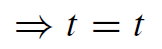 ⇒ t = t